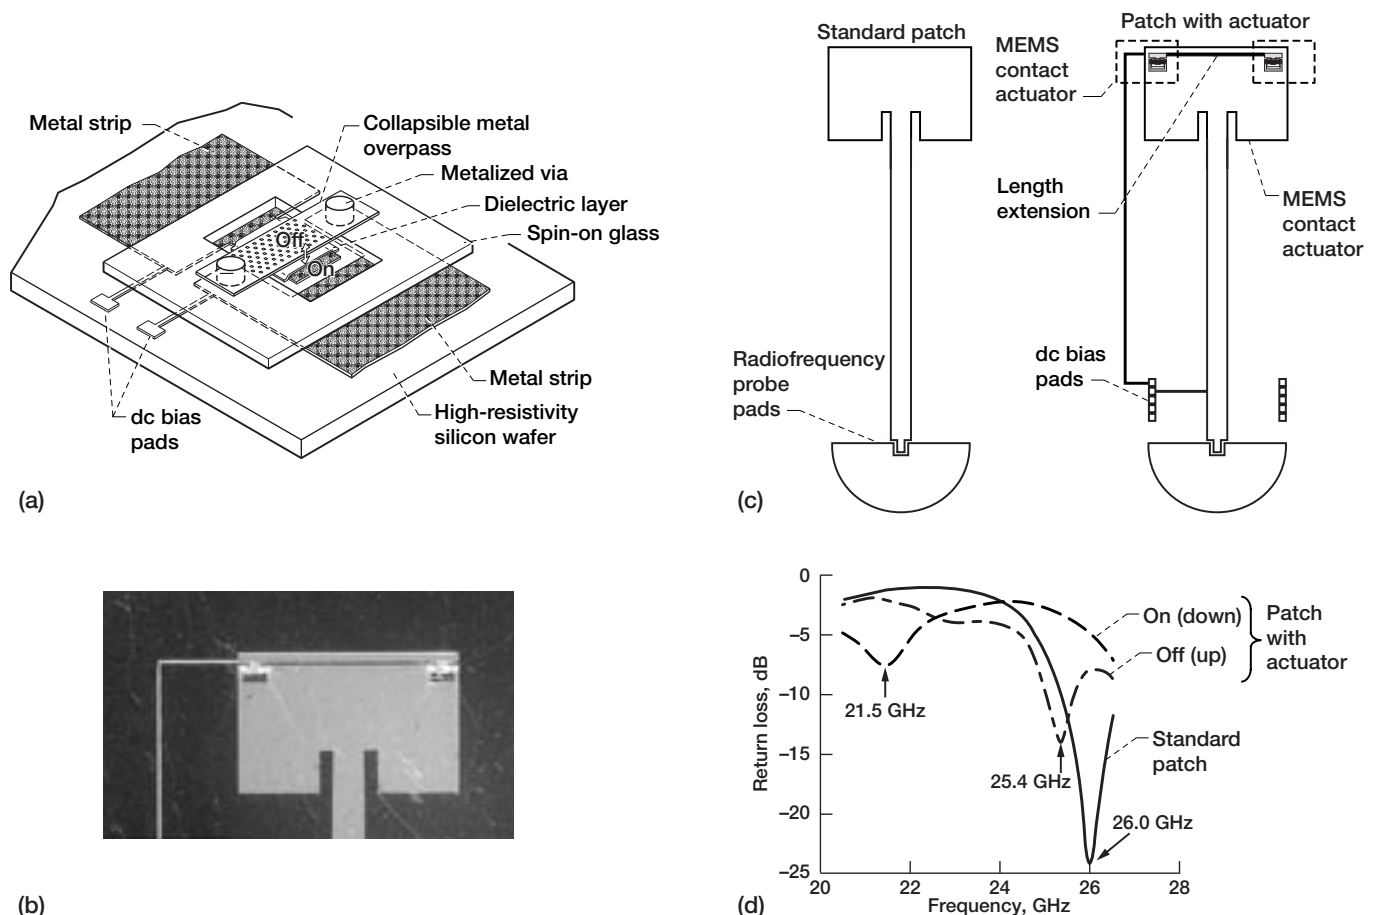 Metal strip
Collapsible metal
overpass
Metalized via
Dielectric layer
Spin-on glass
Off
On
Metal strip
High-resistivity
silicon wafer
dc bias
pads
(a)
(b)
Standard patch
Patch with actuator
MEMS
contact
actuator
Length
extension
MEMS
contact
actuator
Radiofrequency
probe
pads
dc bias
pads
(c)
0
−5
−10
−15
−20
−25
Return loss, dB
20
22
24
26
28
Frequency, GHz
21.5 GHz
25.4 GHz
26.0 GHz
On (down)
Off (up)
Patch
with
actuator
Standard
patch
(d)